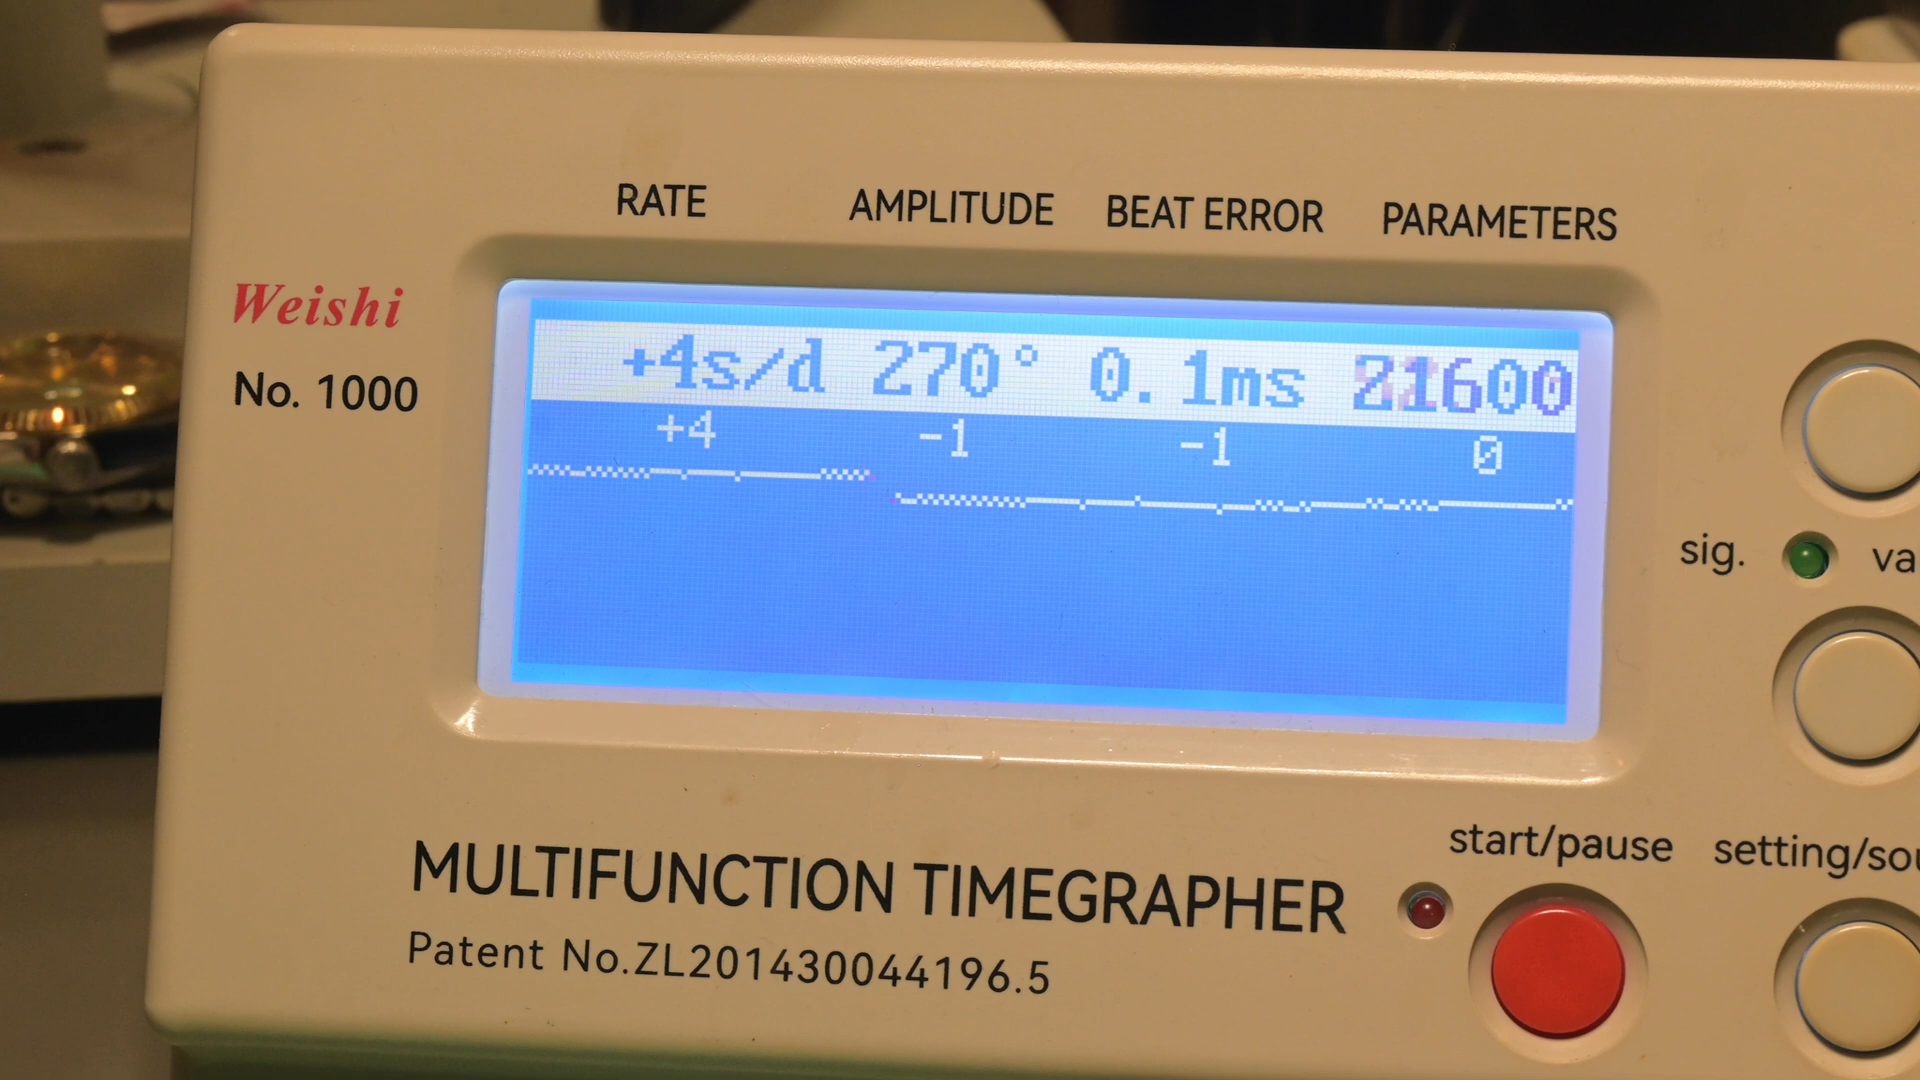 RATE AMPLITUDE BEAT ERROR PARAMETERS
Weishi
No. 1000
+4s/d 270° 0.1ms 21600
+4 -1 -1 0
sig.
start/pause
MULTIFUNCTION TIMEGRAPHER
Patent No.ZL201430044196.5